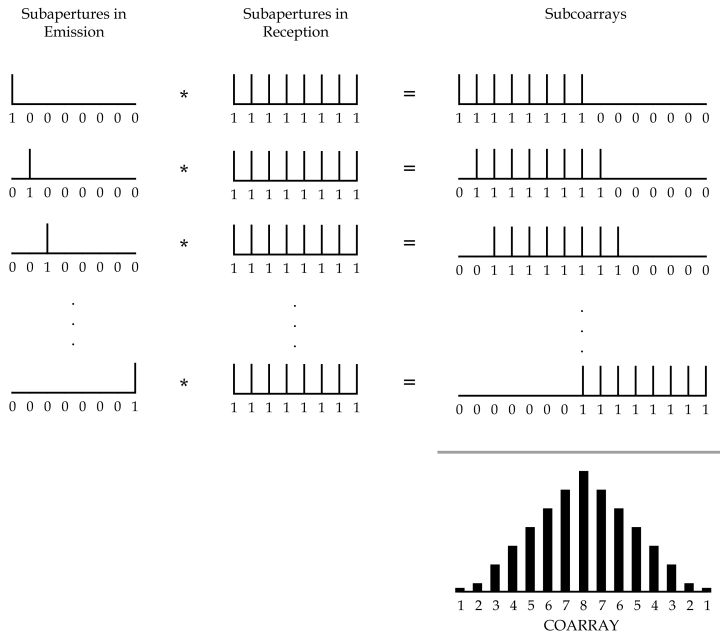 Subapertures in
Emission
Subapertures in
Reception
Subcoarrays
1 0 0 0 0 0 0 0 * 1 1 1 1 1 1 1 1 = 1 1 1 1 1 1 1 1 0 0 0 0 0 0 0
0 1 0 0 0 0 0 0 * 1 1 1 1 1 1 1 1 = 0 1 1 1 1 1 1 1 1 0 0 0 0 0 0
0 0 1 0 0 0 0 0 * 1 1 1 1 1 1 1 1 = 0 0 1 1 1 1 1 1 1 1 0 0 0 0 0
0 0 0 0 0 0 0 1 * 1 1 1 1 1 1 1 1 = 0 0 0 0 0 0 0 1 1 1 1 1 1 1 1
1 2 3 4 5 6 7 8 7 6 5 4 3 2 1
COARRAY